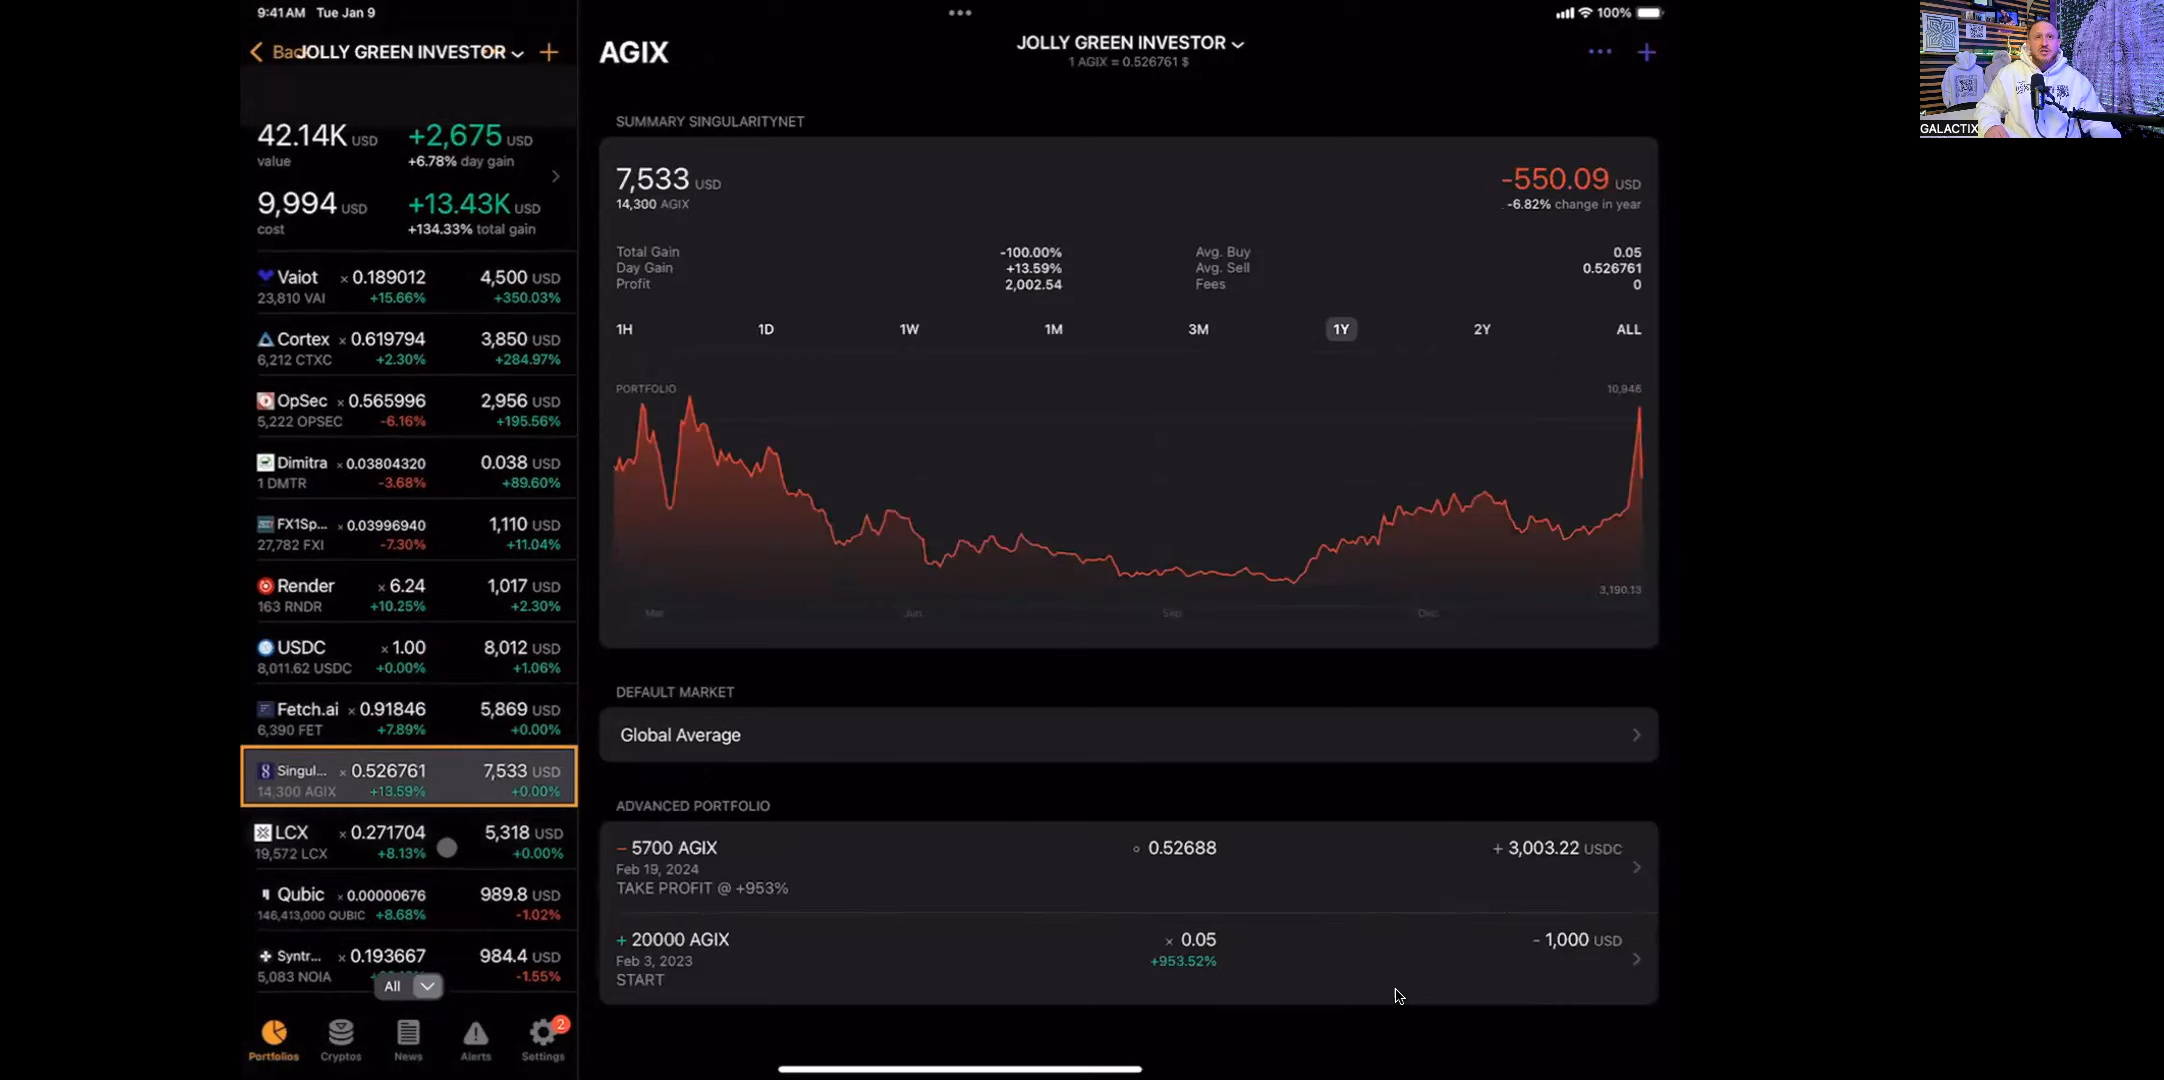 9:41AM Tue Jan 9
100%
JOLLY GREEN INVESTOR
42.14K USD +2,675 USD
value +6.78% day gain
9,994 USD +13.43K USD
cost +134.33% total gain
Vaiot × 0.189012 4,500 USD
23,810 VAI +15.66% +350.03%
Cortex × 0.619794 3,850 USD
6,212 CTXC +2.30% +284.97%
OpSec × 0.565996 2,956 USD
5,222 OPSEC -6.16% +195.56%
Dimitra × 0.03804320 0.038 USD
1 DMTR -3.68% +89.60%
FX1Sp... × 0.03996940 1,110 USD
27,782 FXI -7.30% +11.04%
Render × 6.24 1,017 USD
163 RNDR +10.25% +2.30%
USDC × 1.00 8,012 USD
8,011.62 USDC +0.00% +1.06%
Fetch.ai × 0.91846 5,869 USD
6,390 FET +7.89% +0.00%
Singul... × 0.526761 7,533 USD
14,300 AGIX +13.59% +0.00%
LCX × 0.271704 5,318 USD
19,572 LCX +8.13% +0.00%
Qubic × 0.00000676 989.8 USD
146,413,000 QUBIC +8.68% -1.02%
Syntr... × 0.193667 984.4 USD
5,083 NOIA -1.55%
All
Portfolios Cryptos News Alerts Settings
2
AGIX
JOLLY GREEN INVESTOR
1 AGIX = 0.526761 $
SUMMARY SINGULARITYNET
7,533 USD -550.09 USD
14,300 AGIX -6.82% change in year
Total Gain -100.00% Avg. Buy 0.05
Day Gain +13.59% Avg. Sell 0.526761
Profit 2,002.54 Fees 0
1H 1D 1W 1M 3M 1Y 2Y ALL
PORTFOLIO 10,946
3,190.13
Mar Jun Sep Dec
DEFAULT MARKET
Global Average
ADVANCED PORTFOLIO
− 5700 AGIX 0.52688 + 3,003.22 USDC
Feb 19, 2024
TAKE PROFIT @ +953%
+ 20000 AGIX × 0.05 - 1,000 USD
Feb 3, 2023 +953.52%
START
GALACTIX